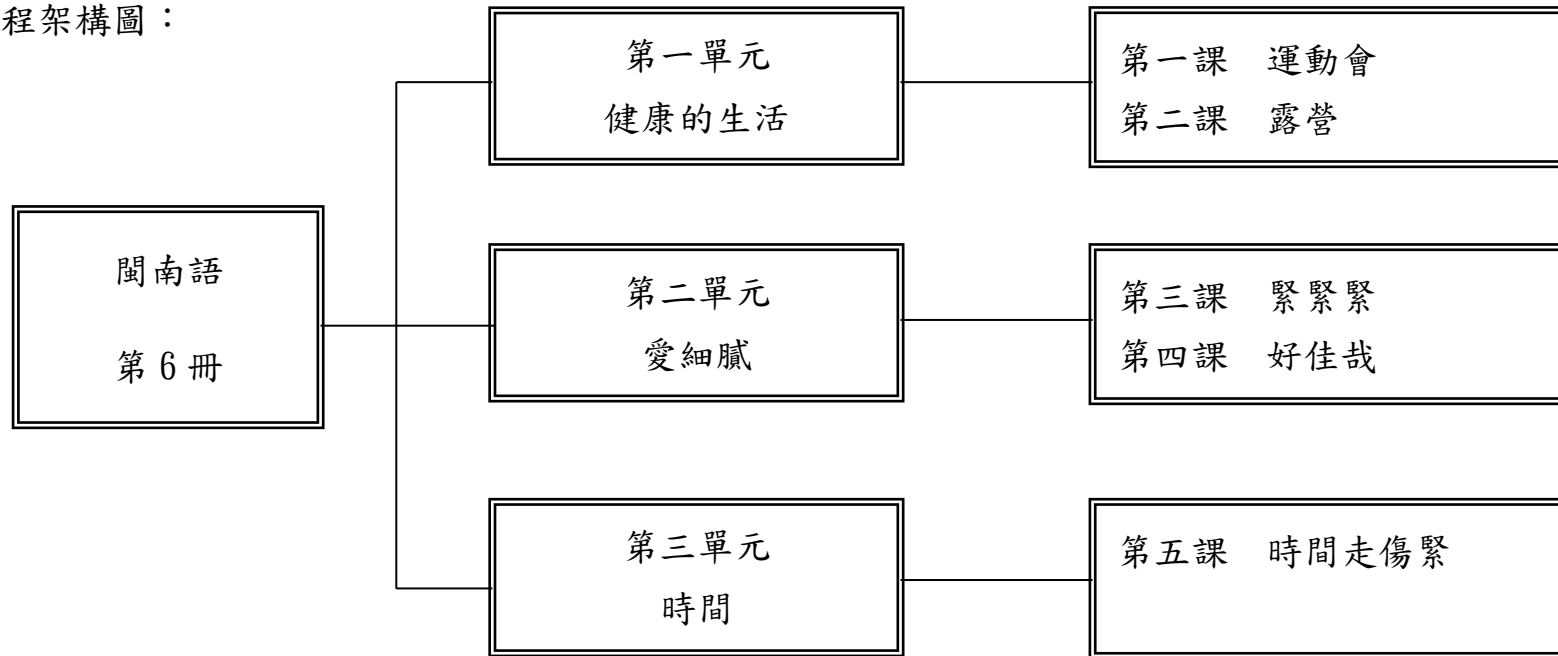 程架構圖：
閩南語
第 6 冊
第一單元
健康的生活
第一課　運動會
第二課　露營
第二單元
愛細膩
第三課　緊緊緊
第四課　好佳哉
第三單元
時間
第五課　時間走傷緊